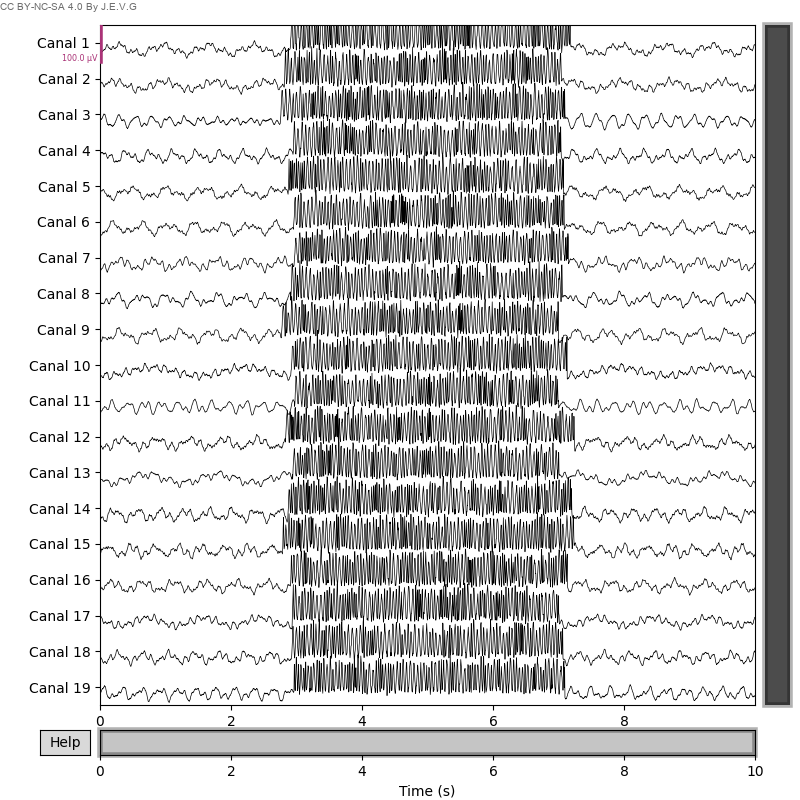 CC BY-NC-SA 4.0 By J.E.V.G
Canal 1
100.0 µV
Canal 2
Canal 3
Canal 4
Canal 5
Canal 6
Canal 7
Canal 8
Canal 9
Canal 10
Canal 11
Canal 12
Canal 13
Canal 14
Canal 15
Canal 16
Canal 17
Canal 18
Canal 19
0 2 4 6 8
Help
0 2 4 6 8 10
Time (s)